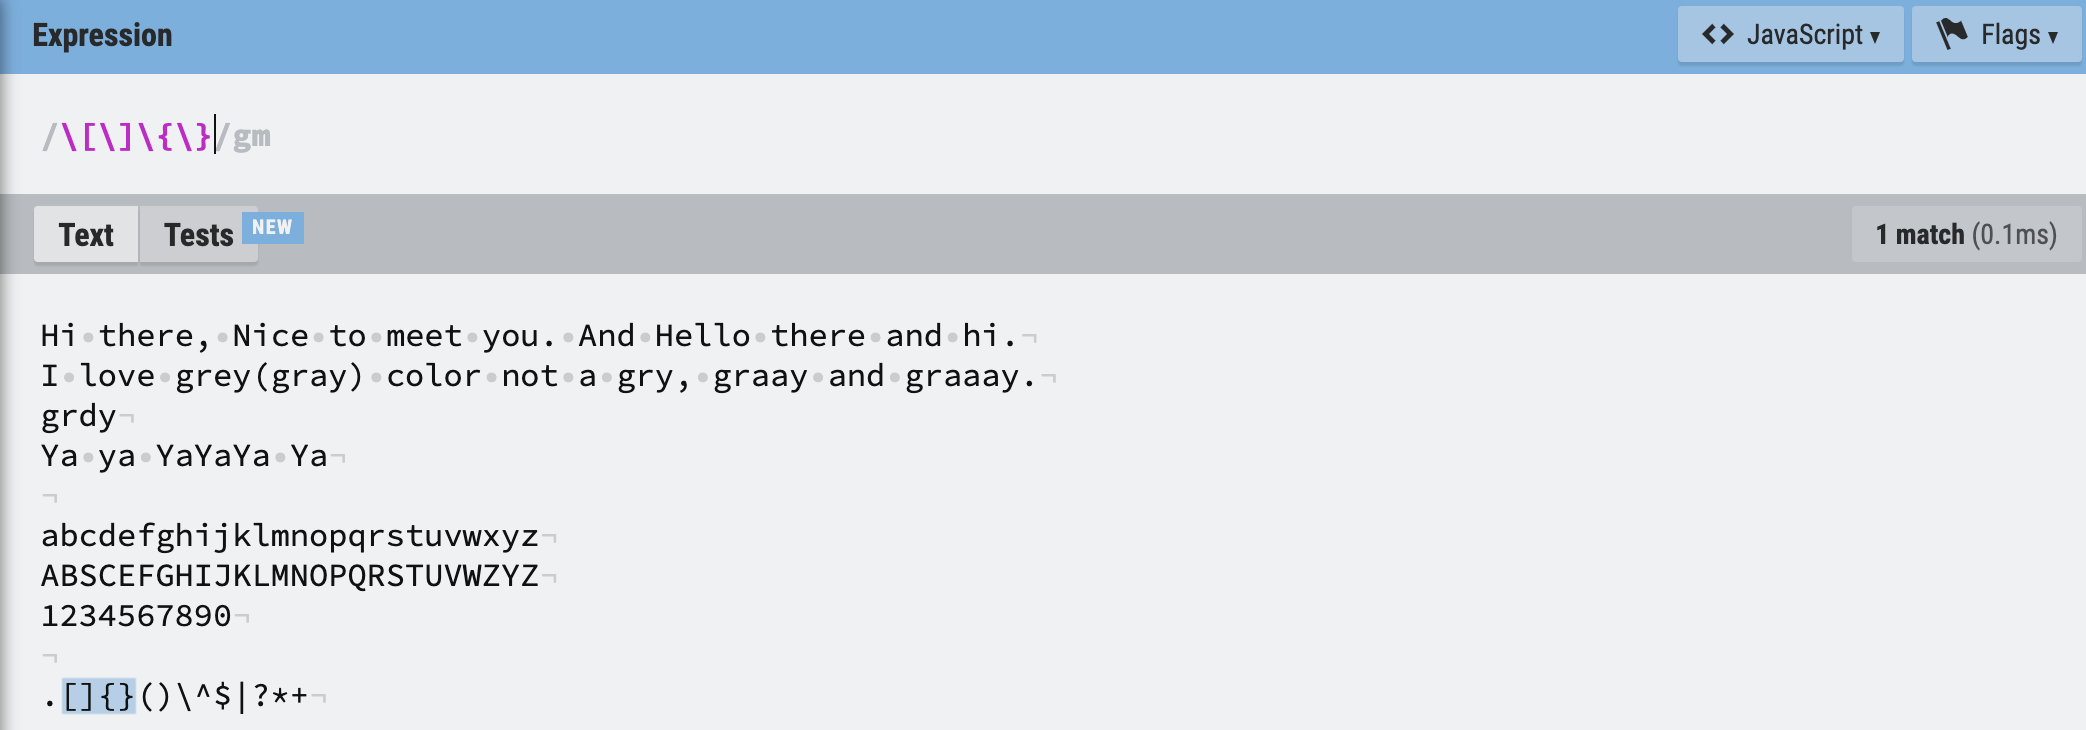 Expression
<> JavaScript ▾
Flags ▾
/\[\]\{\}/gm
Text
Tests
NEW
1 match (0.1ms)
Hi·there,·Nice·to·meet·you.·And·Hello·there·and·hi.¬
I·love·grey(gray)·color·not·a·gry,·graay·and·graaay.¬
grdy¬
Ya·ya·YaYaYa·Ya¬
¬
abcdefghijklmnopqrstuvwxyz¬
ABSCEFGHIJKLMNOPQRSTUVWZYZ¬
1234567890¬
¬
.[]{}()\^$|?*+¬